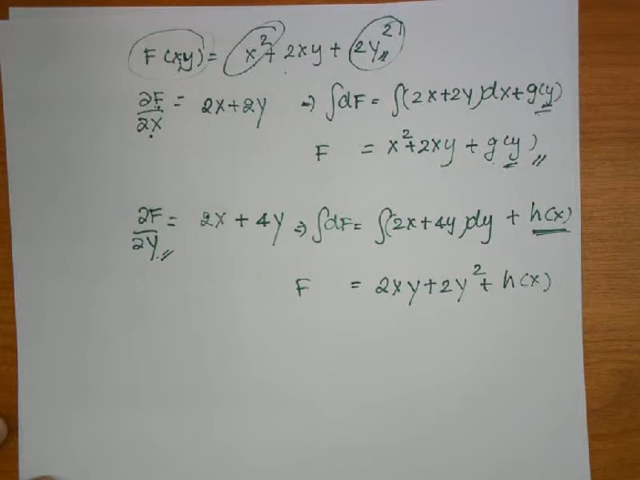 F(xy) = x² + 2xy + 2y²
∂F/∂x = 2x+2y ⇒ ∫dF = ∫(2x+2y)dx + g(y)
F = x²+2xy + g(y)
∂F/∂y = 2x + 4y ⇒ ∫dF = ∫(2x+4y)dy + h(x)
F = 2xy+2y² + h(x)